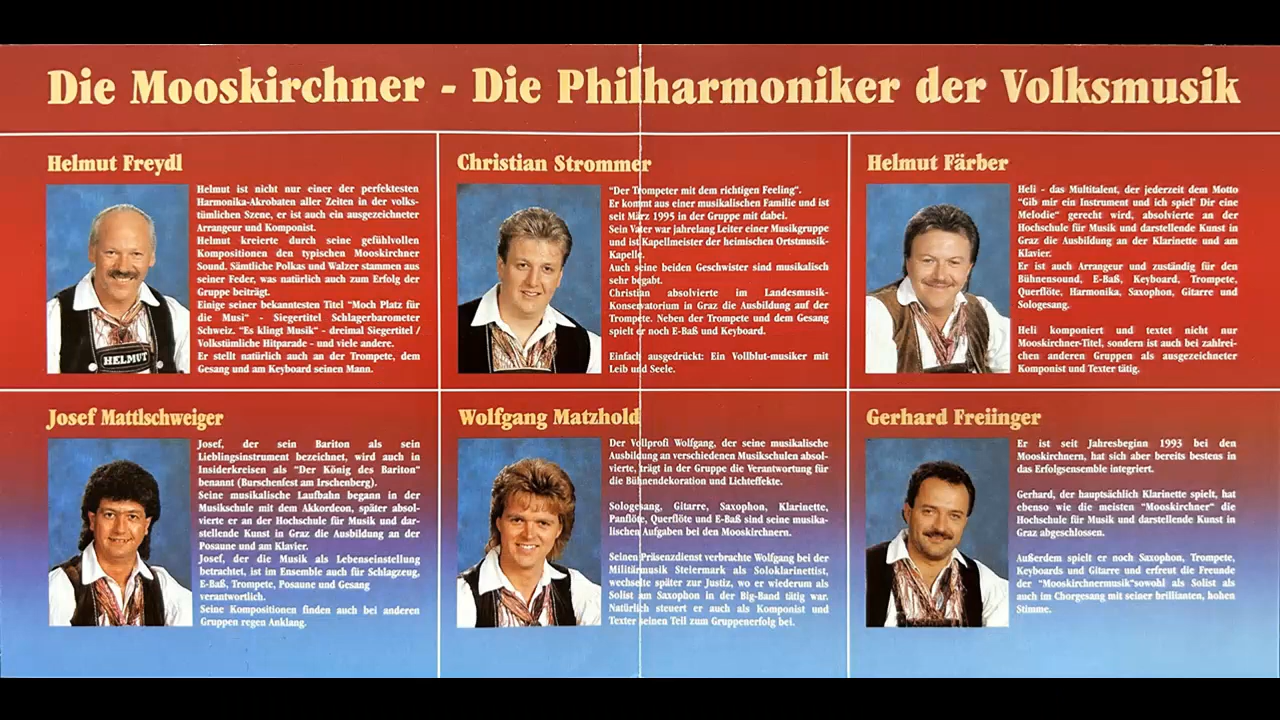 Die Mooskirchner - Die Philharmoniker der Volksmusik
Helmut Freydl
Helmut ist nicht nur einer der perfektesten
Harmonika-Akrobaten aller Zeiten in der volks-
tümlichen Szene, er ist auch ein ausgezeichneter
Arrangeur und Komponist.
Helmut kreierte durch seine gefühlvollen
Kompositionen den typischen Mooskirchner
Sound. Sämtliche Polkas und Walzer stammen aus
seiner Feder, was natürlich auch zum Erfolg der
Gruppe beiträgt.
Einige seiner bekanntesten Titel "Moch Platz für
die Musi" - Siegertitel Schlagerbarometer
Schweiz. "Es klingt Musik" - dreimal Siegertitel /
Volkstümliche Hitparade - und viele andere.
Er stellt natürlich auch an der Trompete, dem
Gesang und am Keyboard seinen Mann.
HELMUT
Christian Strommer
"Der Trompeter mit dem richtigen Feeling".
Er kommt aus einer musikalischen Familie und ist
seit März 1995 in der Gruppe mit dabei.
Sein Vater war jahrelang Leiter einer Musikgruppe
und ist Kapellmeister der heimischen Ortstmusik-
Kapelle.
Auch seine beiden Geschwister sind musikalisch
sehr begabt.
Christian absolvierte im Landesmusik-
Konservatorium in Graz die Ausbildung auf der
Trompete. Neben der Trompete und dem Gesang
spielt er noch E-Baß und Keyboard.
Einfach ausgedrückt: Ein Vollblut-musiker mit
Leib und Seele.
Helmut Färber
Heli - das Multitalent, der jederzeit dem Motto
"Gib mir ein Instrument und ich spiel' Dir eine
Melodie" gerecht wird, absolvierte an der
Hochschule für Musik und darstellende Kunst in
Graz die Ausbildung an der Klarinette und am
Klavier.
Er ist auch Arrangeur und zuständig für den
Bühnensound, E-Baß, Keyboard, Trompete,
Querflöte, Harmonika, Saxophon, Gitarre und
Sologesang.
Heli komponiert und textet nicht nur
Mooskirchner-Titel, sondern ist auch bei zahlrei-
chen anderen Gruppen als ausgezeichneter
Komponist und Texter tätig.
Josef Mattlschweiger
Josef, der sein Bariton als sein
Lieblingsinstrument bezeichnet, wird auch in
Insiderkreisen als "Der König des Bariton"
benannt (Burschenfest am Irschenberg).
Seine musikalische Laufbahn begann in der
Musikschule mit dem Akkordeon, später absol-
vierte er an der Hochschule für Musik und dar-
stellende Kunst in Graz die Ausbildung an der
Posaune und am Klavier.
Josef, der die Musik als Lebenseinstellung
betrachtet, ist im Ensemble auch für Schlagzeug,
E-Baß, Trompete, Posaune und Gesang
verantwortlich.
Seine Kompositionen finden auch bei anderen
Gruppen regen Anklang.
Wolfgang Matzhold
Der Vollprofi Wolfgang, der seine musikalische
Ausbildung an verschiedenen Musikschulen absol-
vierte, trägt in der Gruppe die Verantwortung für
die Bühnendekoration und Lichteffekte.
Sologesang, Gitarre, Saxophon, Klarinette,
Panflöte, Querflöte und E-Baß sind seine musika-
lischen Aufgaben bei den Mooskirchnern.
Seinen Präsenzdienst verbrachte Wolfgang bei der
Militärmusik Steiermark als Soloklarinettist,
wechselte später zur Justiz, wo er wiederum als
Solist am Saxophon in der Big-Band tätig war.
Natürlich steuert er auch als Komponist und
Texter seinen Teil zum Gruppenerfolg bei.
Gerhard Freiinger
Er ist seit Jahresbeginn 1993 bei den
Mooskirchnern, hat sich aber bereits bestens in
das Erfolgsensemble integriert.
Gerhard, der hauptsächlich Klarinette spielt, hat
ebenso wie die meisten "Mooskirchner" die
Hochschule für Musik und darstellende Kunst in
Graz abgeschlossen.
Außerdem spielt er noch Saxophon, Trompete,
Keyboards und Gitarre und erfreut die Freunde
der "Mooskirchnermusik"sowohl als Solist als
auch im Chorgesang mit seiner brillianten, hohen
Stimme.